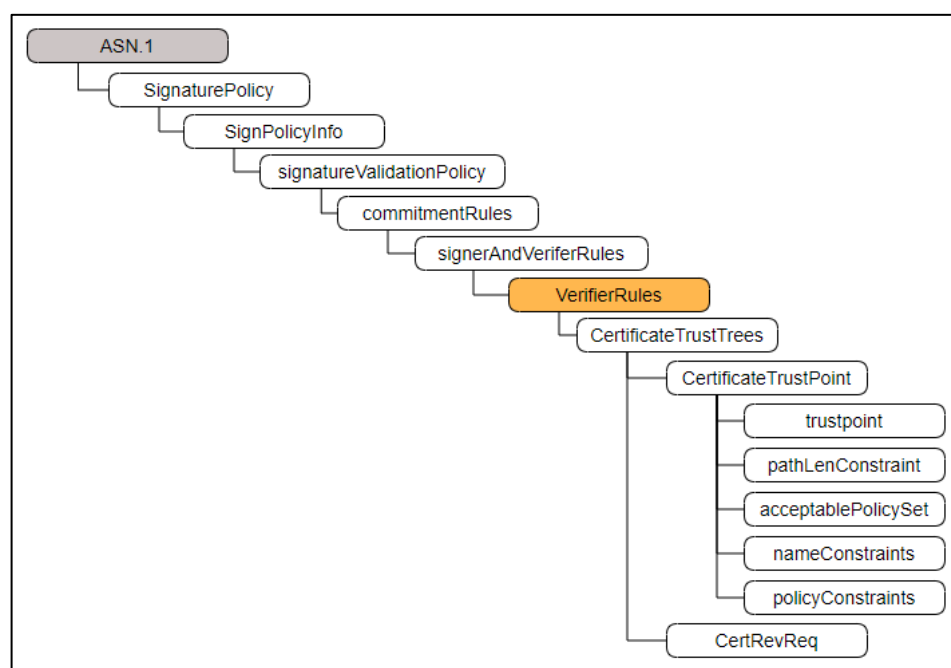 ASN.1
SignaturePolicy
SignPolicyInfo
signatureValidationPolicy
commitmentRules
signerAndVeriferRules
VerifierRules
CertificateTrustTrees
CertificateTrustPoint
trustpoint
pathLenConstraint
acceptablePolicySet
nameConstraints
policyConstraints
CertRevReq